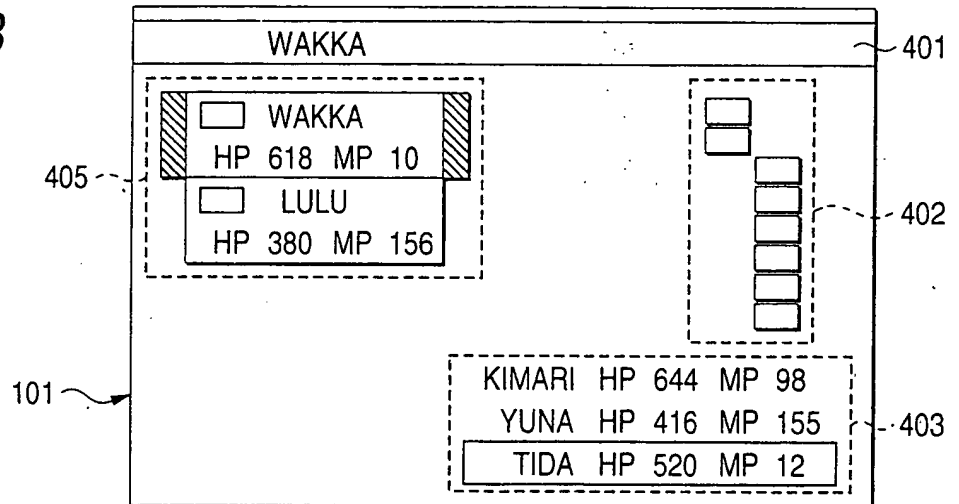 B
WAKKA
401
WAKKA
HP 618 MP 10
LULU
HP 380 MP 156
405
402
101
KIMARI HP 644 MP 98
YUNA HP 416 MP 155
TIDA HP 520 MP 12
403